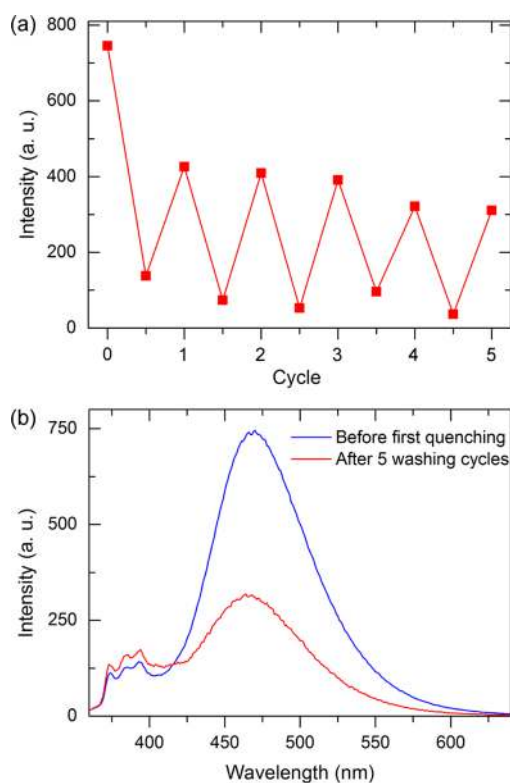 (a)
800
600
400
200
0
Intensity (a. u.)
0 1 2 3 4 5
Cycle
(b)
750
500
250
0
Intensity (a. u.)
Before first quenching
After 5 washing cycles
400 450 500 550 600
Wavelength (nm)